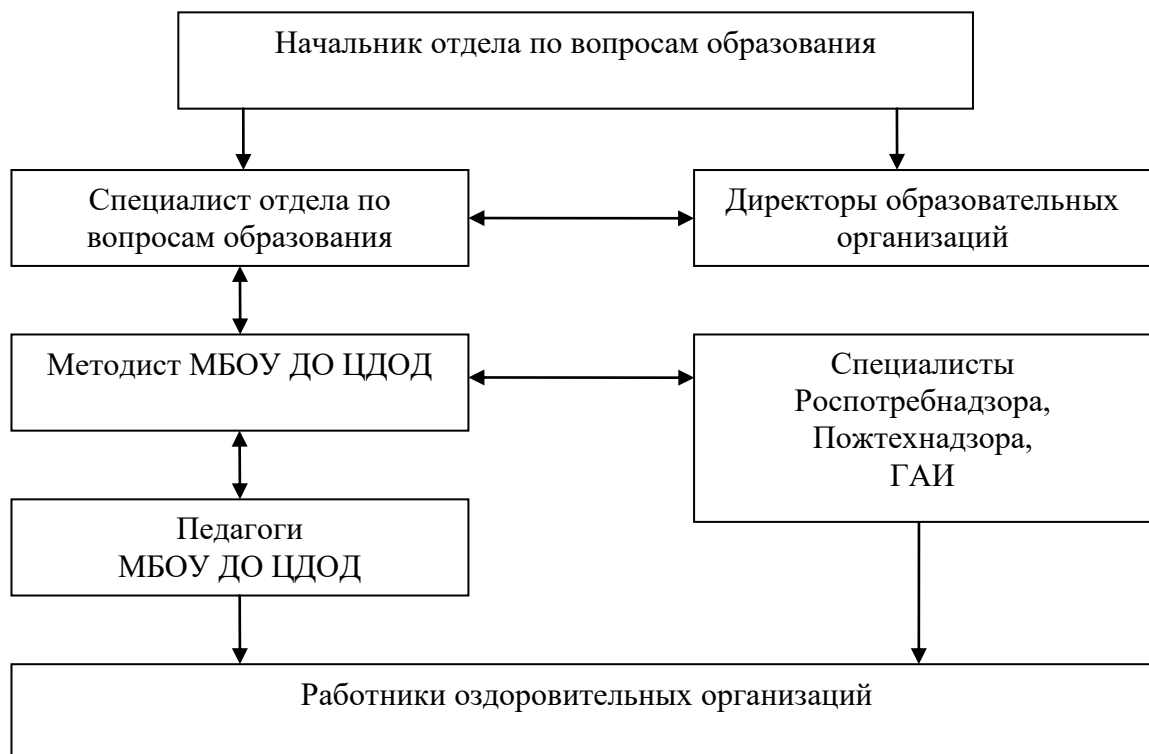 Начальник отдела по вопросам образования
Специалист отдела по
вопросам образования
Директоры образовательных
организаций
Методист МБОУ ДО ЦДОД
Специалисты
Роспотребнадзора,
Пожтехнадзора,
ГАИ
Педагоги
МБОУ ДО ЦДОД
Работники оздоровительных организаций